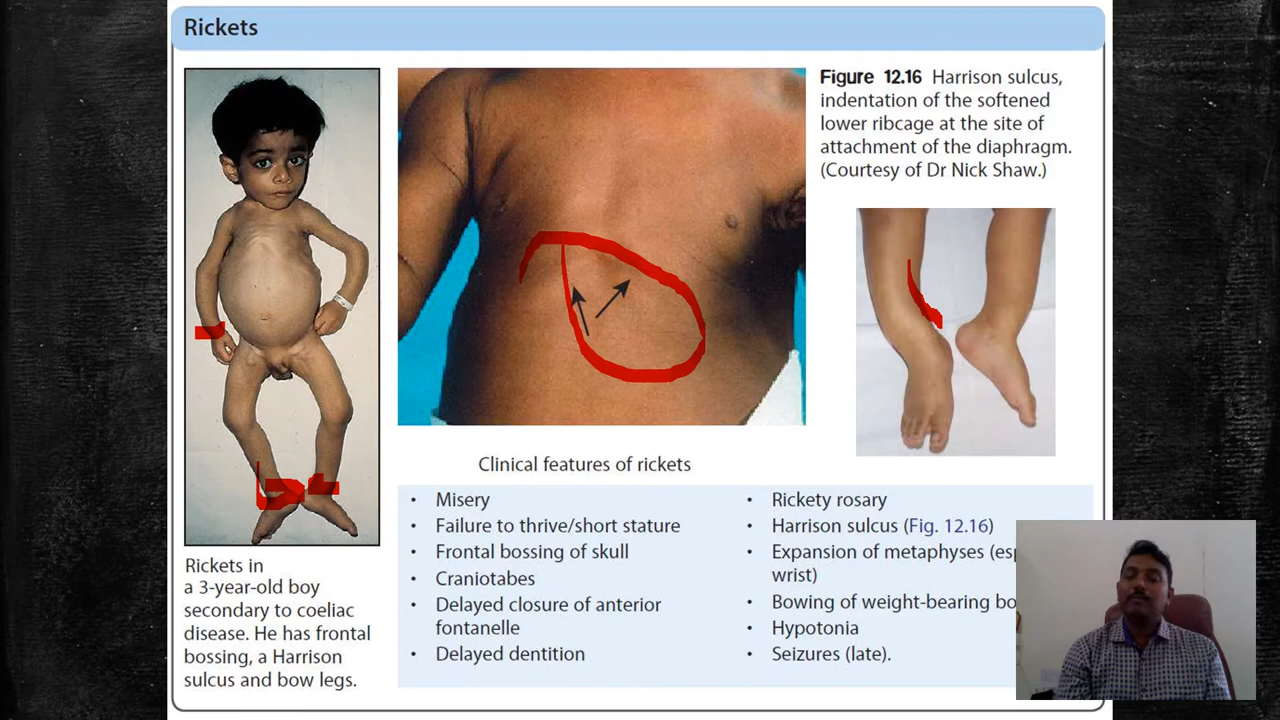 Rickets
Figure 12.16 Harrison sulcus,
indentation of the softened
lower ribcage at the site of
attachment of the diaphragm.
(Courtesy of Dr Nick Shaw.)
Rickets in
a 3-year-old boy
secondary to coeliac
disease. He has frontal
bossing, a Harrison
sulcus and bow legs.
Clinical features of rickets
• Misery
• Failure to thrive/short stature
• Frontal bossing of skull
• Craniotabes
• Delayed closure of anterior
fontanelle
• Delayed dentition
• Rickety rosary
• Harrison sulcus (Fig. 12.16)
• Expansion of metaphyses
wrist)
• Bowing of weight-bearing
• Hypotonia
• Seizures (late).